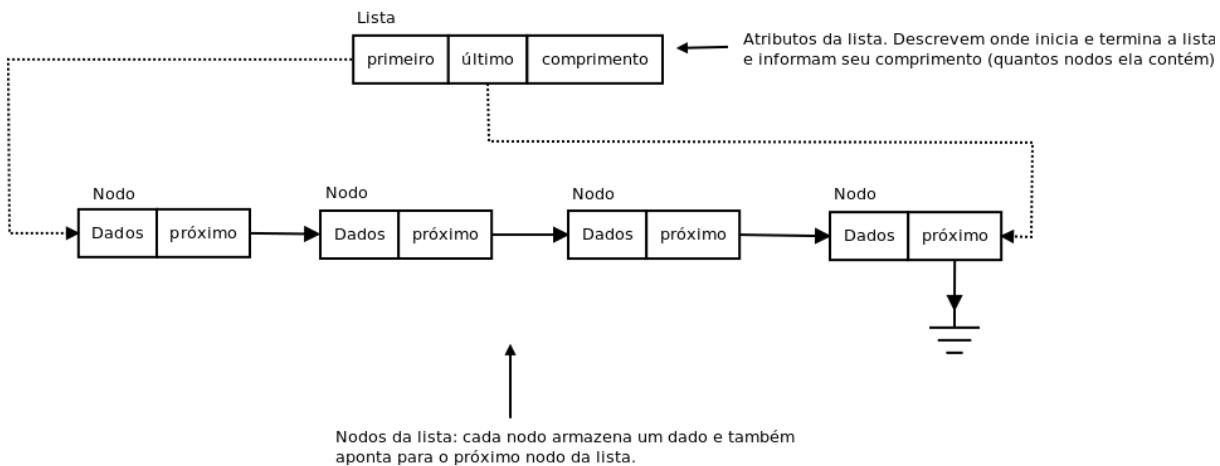 Lista
primeiro último comprimento
Atributos da lista. Descrevem onde inicia e termina a lista
e informam seu comprimento (quantos nodos ela contém)
Nodo Nodo Nodo Nodo
Dados próximo Dados próximo Dados próximo Dados próximo
Nodos da lista: cada nodo armazena um dado e também
aponta para o próximo nodo da lista.